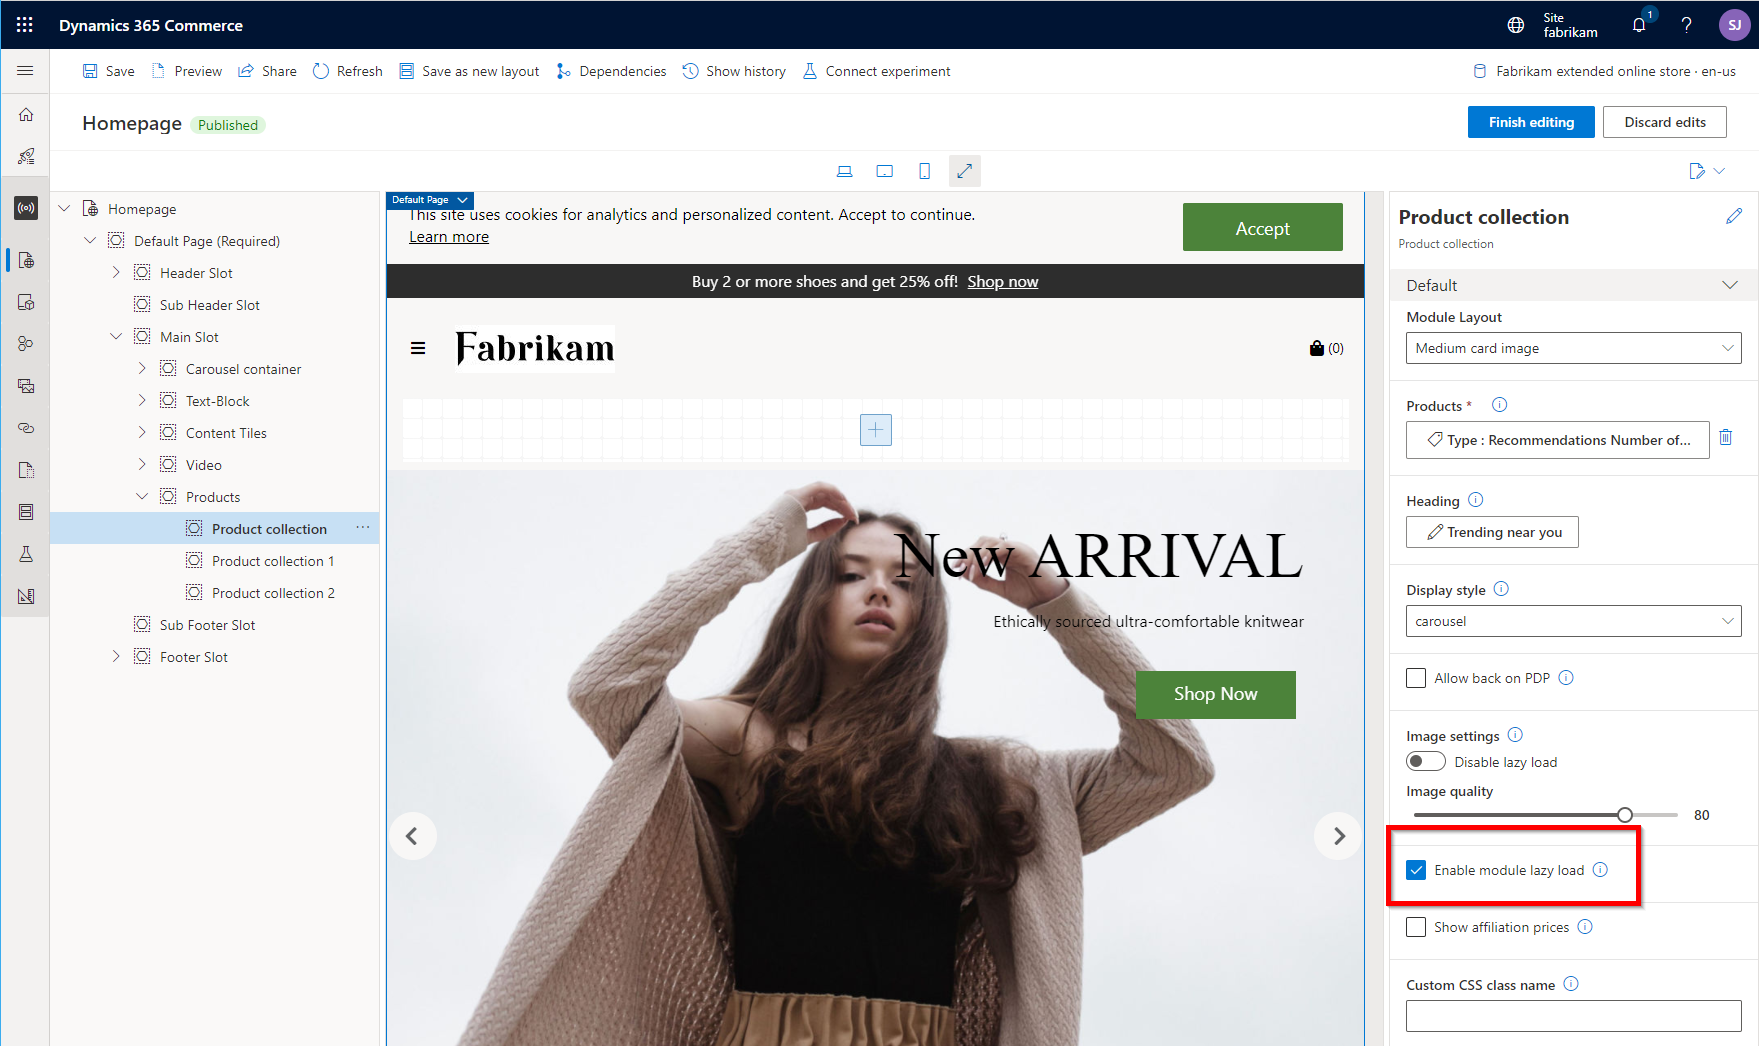 Dynamics 365 Commerce
Site
fabrikam
1
?
SJ
Save
Preview
Share
Refresh
Save as new layout
Dependencies
Show history
Connect experiment
Fabrikam extended online store · en-us
Homepage
Published
Finish editing
Discard edits
Homepage
Default Page (Required)
Header Slot
Sub Header Slot
Main Slot
Carousel container
Text-Block
Content Tiles
Video
Products
Product collection
...
Product collection 1
Product collection 2
Sub Footer Slot
Footer Slot
Default Page
This site uses cookies for analytics and personalized content. Accept to continue.
Learn more
Accept
Buy 2 or more shoes and get 25% off! Shop now
Fabrikam
(0)
New ARRIVAL
Ethically sourced ultra-comfortable knitwear
Shop Now
Product collection
Product collection
Default
Module Layout
Medium card image
Products *
Type : Recommendations Number of...
Heading
Trending near you
Display style
carousel
Allow back on PDP
Image settings
Disable lazy load
Image quality
80
Enable module lazy load
Show affiliation prices
Custom CSS class name